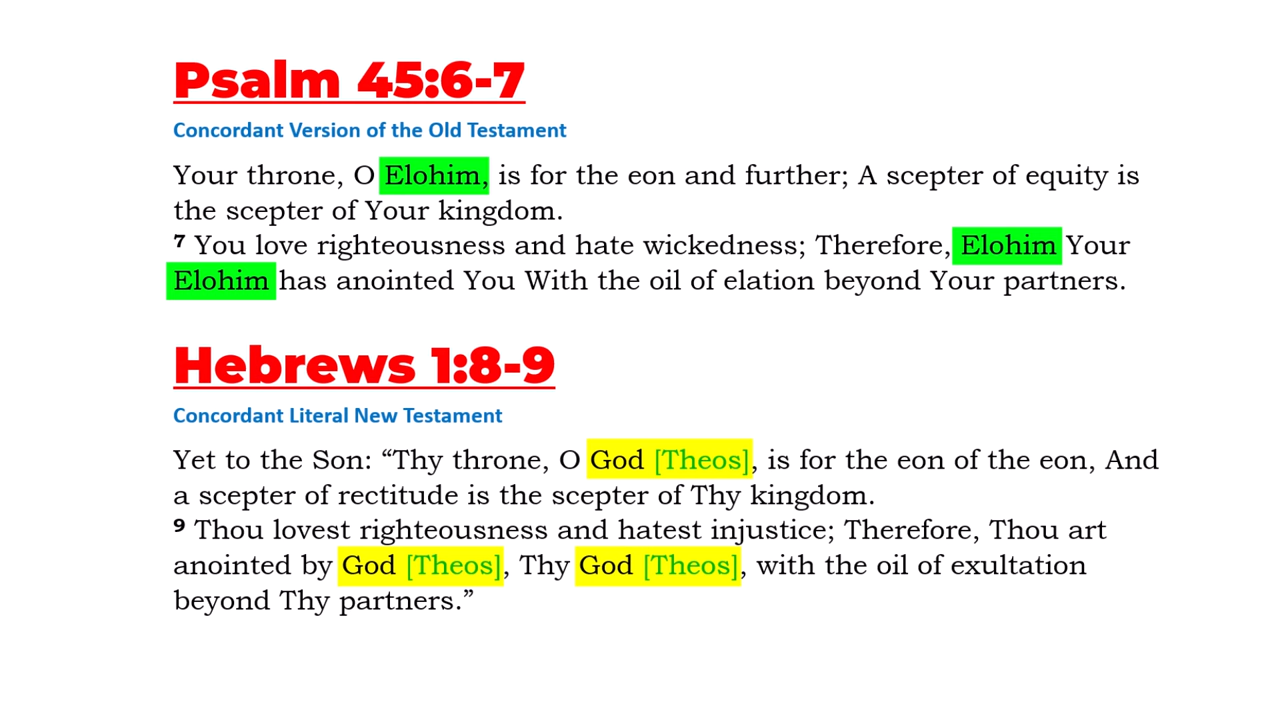 Psalm 45:6-7
Concordant Version of the Old Testament
Your throne, O Elohim, is for the eon and further; A scepter of equity is
the scepter of Your kingdom.
7 You love righteousness and hate wickedness; Therefore, Elohim Your
Elohim has anointed You With the oil of elation beyond Your partners.
Hebrews 1:8-9
Concordant Literal New Testament
Yet to the Son: “Thy throne, O God [Theos], is for the eon of the eon, And
a scepter of rectitude is the scepter of Thy kingdom.
9 Thou lovest righteousness and hatest injustice; Therefore, Thou art
anointed by God [Theos], Thy God [Theos], with the oil of exultation
beyond Thy partners.”